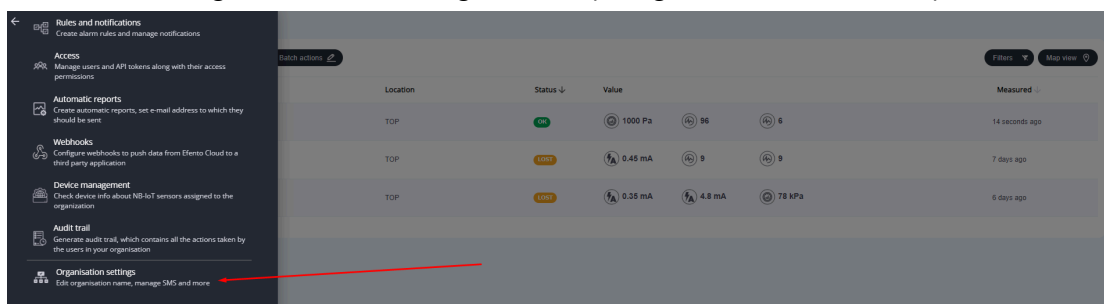 Rules and notifications
Create alarm rules and manage notifications
Access
Manage users and API tokens along with their access
permissions
Automatic reports
Create automatic reports, set e-mail address to which they
should be sent
Webhooks
Configure webhooks to push data from Efento Cloud to a
third party application
Device management
Check device info about NB-IoT sensors assigned to the
organization
Audit trail
Generate audit trail, which contains all the actions taken by
the users in your organisation
Organisation settings
Edit organisation name, manage SMS and more
Batch actions Filters Map view
Location Status Value Measured
TOP OK 1000 Pa 96 6 14 seconds ago
TOP LOST 0.45 mA 9 9 7 days ago
TOP LOST 0.35 mA 4.8 mA 78 kPa 6 days ago